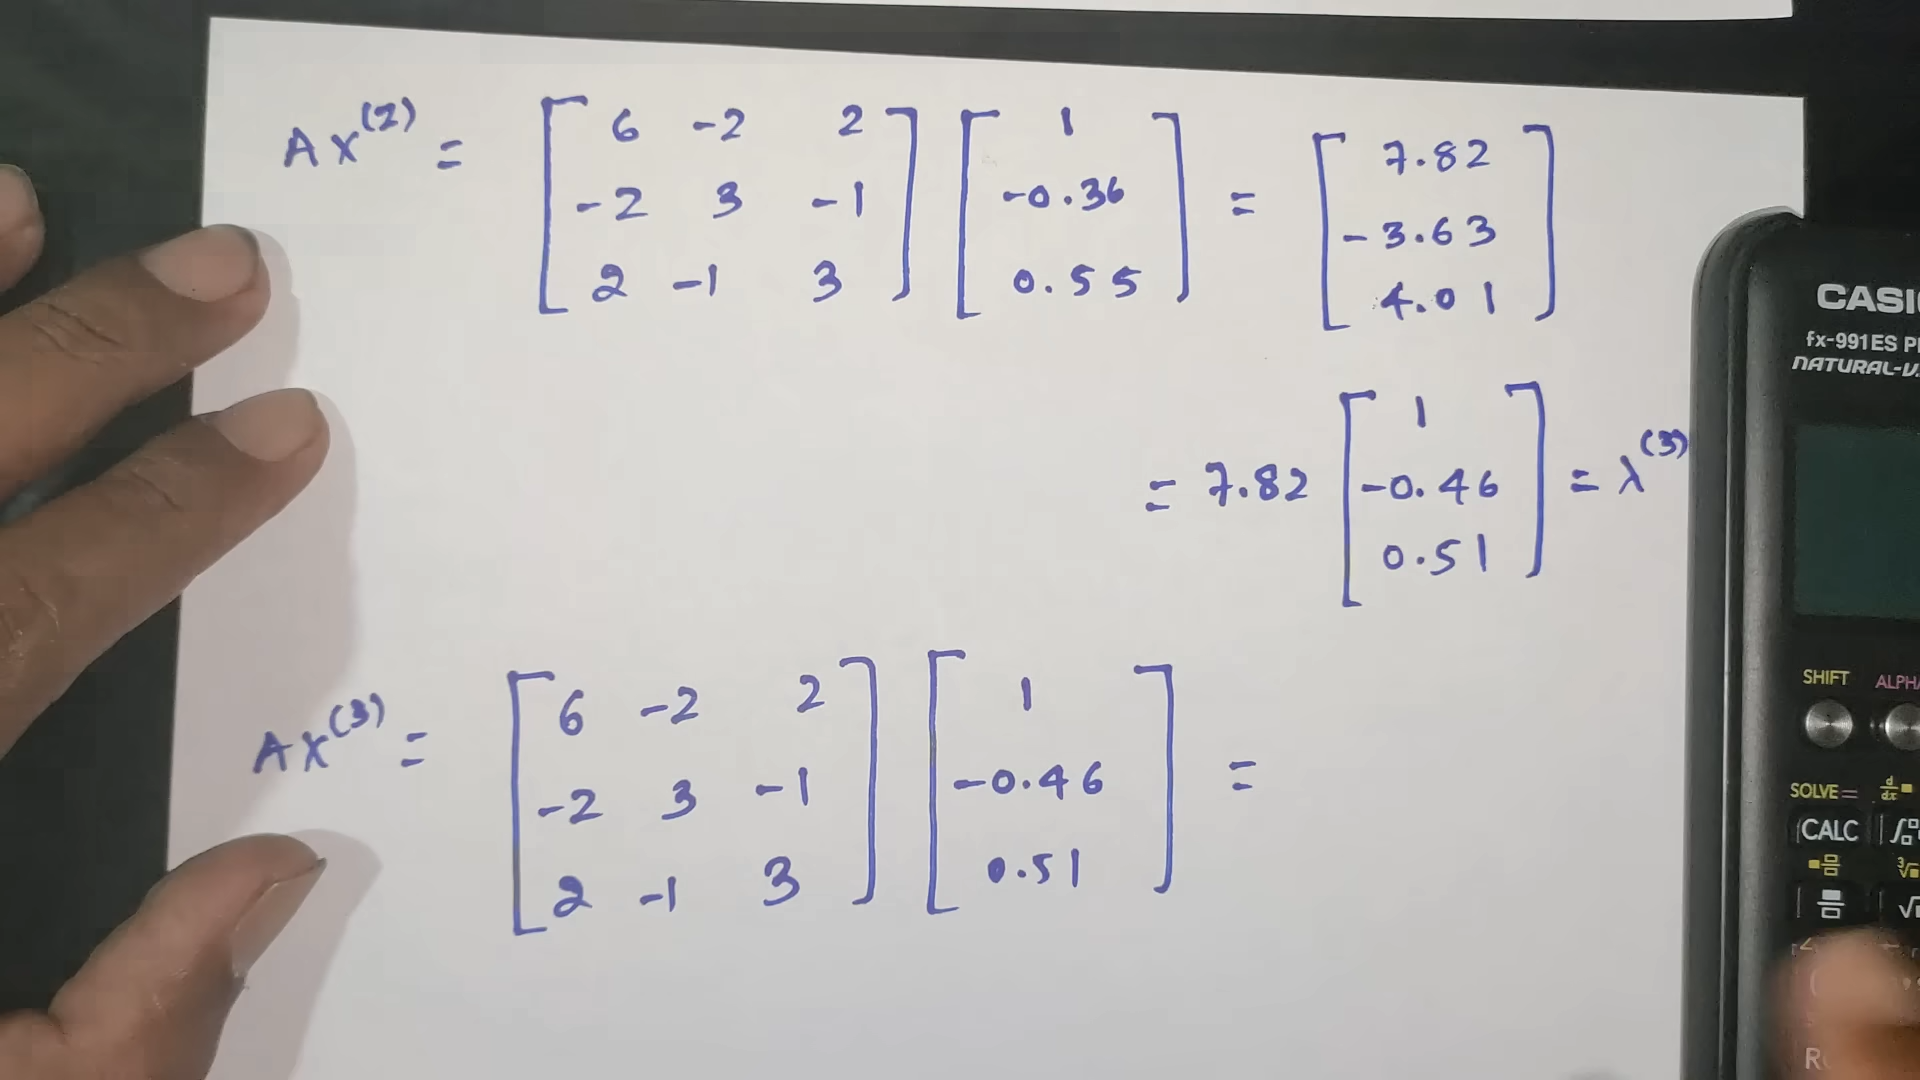 AX^(2) = [ 6 -2 2 ] [ 1 ] = [ 7.82 ]
[ -2 3 -1 ] [ -0.36 ] [ -3.63 ]
[ 2 -1 3 ] [ 0.55 ] [ 4.01 ]
= 7.82 [ 1 ] = λ^(3)
[ -0.46 ]
[ 0.51 ]
AX^(3) = [ 6 -2 2 ] [ 1 ] =
[ -2 3 -1 ] [ -0.46 ]
[ 2 -1 3 ] [ 0.51 ]
fx-991ES
SHIFT
SOLVE=
CALC